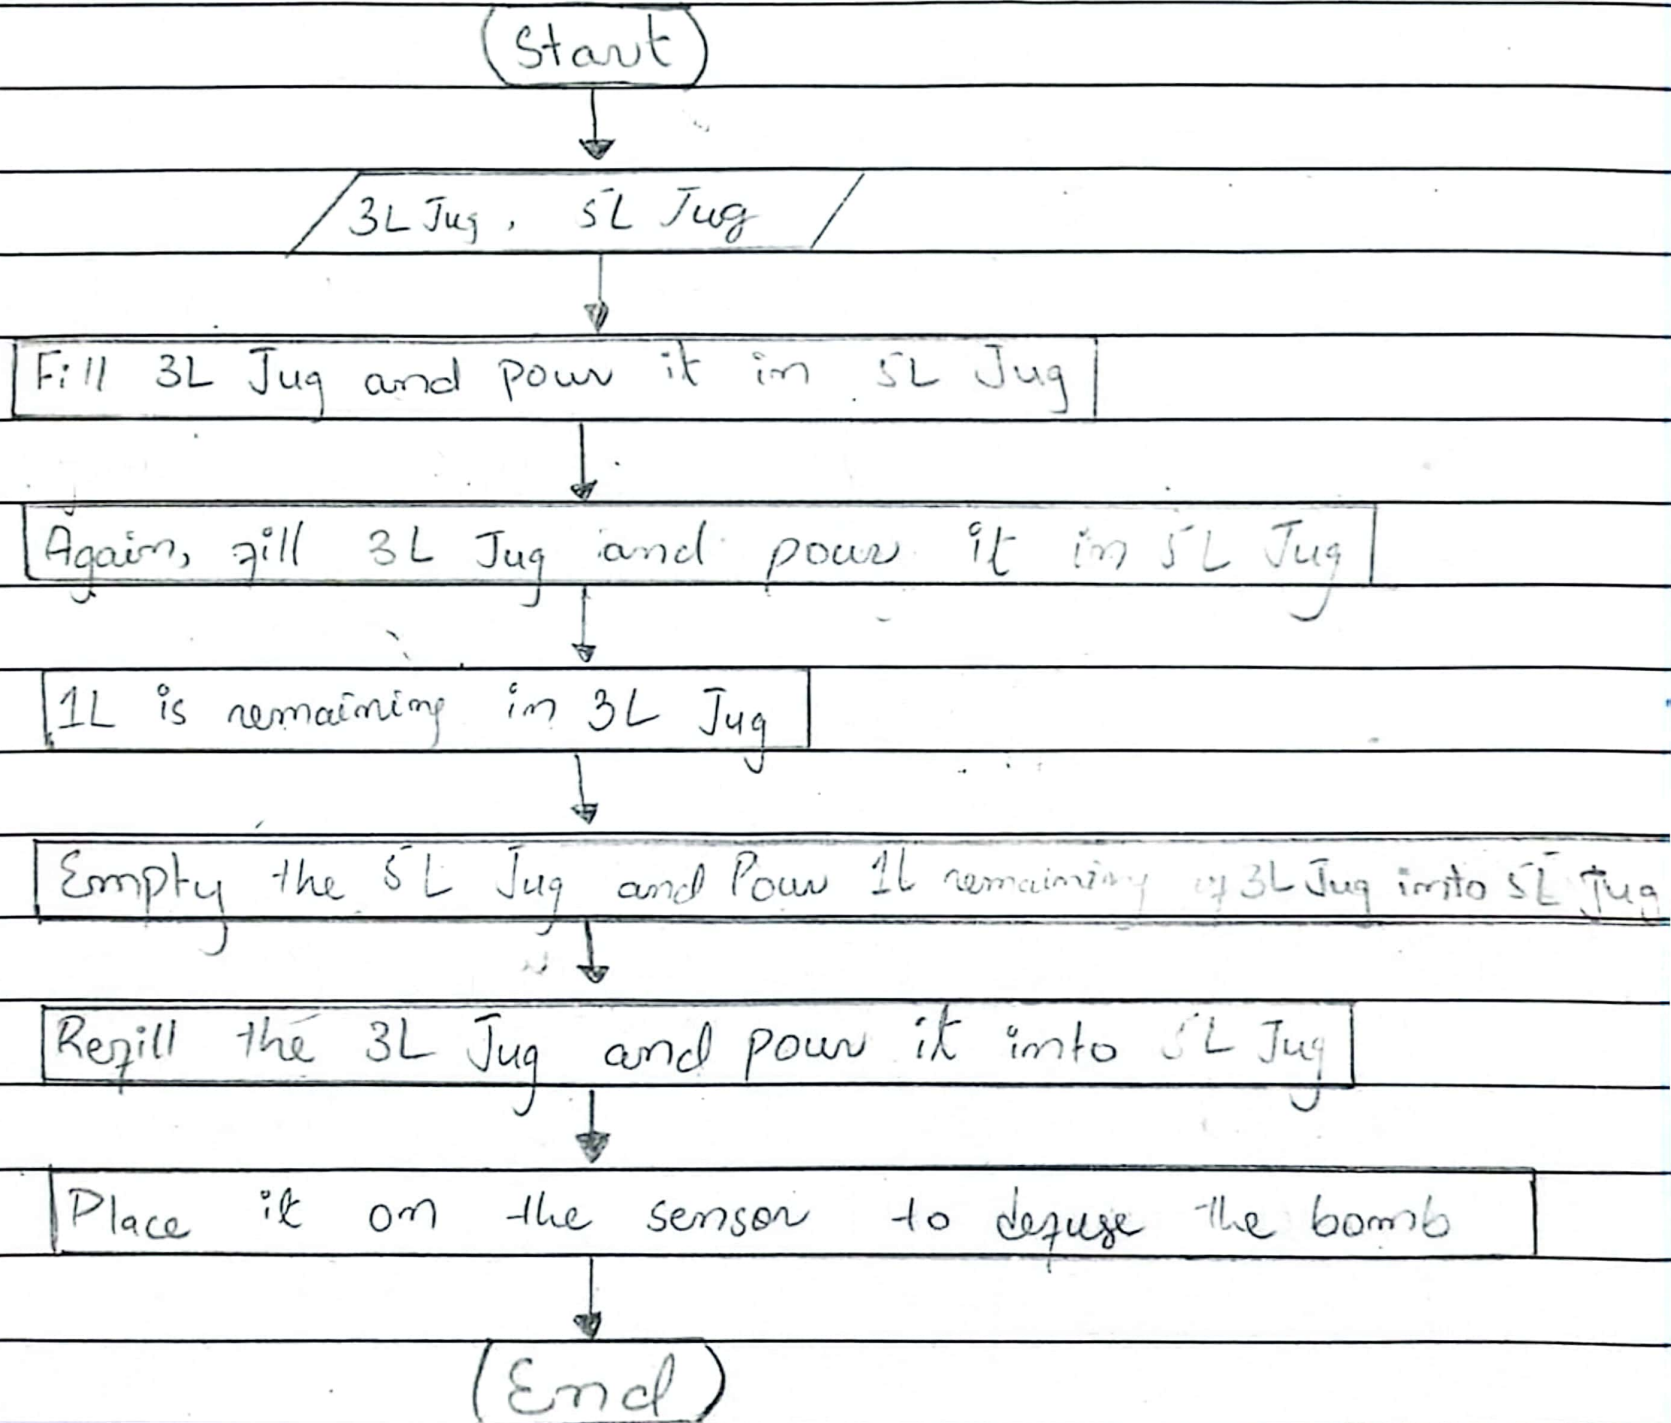 Start
3L Jug, 5L Jug
Fill 3L Jug and pour it in 5L Jug
Again, fill 3L Jug and pour it in 5L Jug
1L is remaining in 3L Jug
Empty the 5L Jug and Pour 1L remaining of 3L Jug into 5L Jug
Refill the 3L Jug and pour it into 5L Jug
Place it on the sensor to defuse the bomb
End